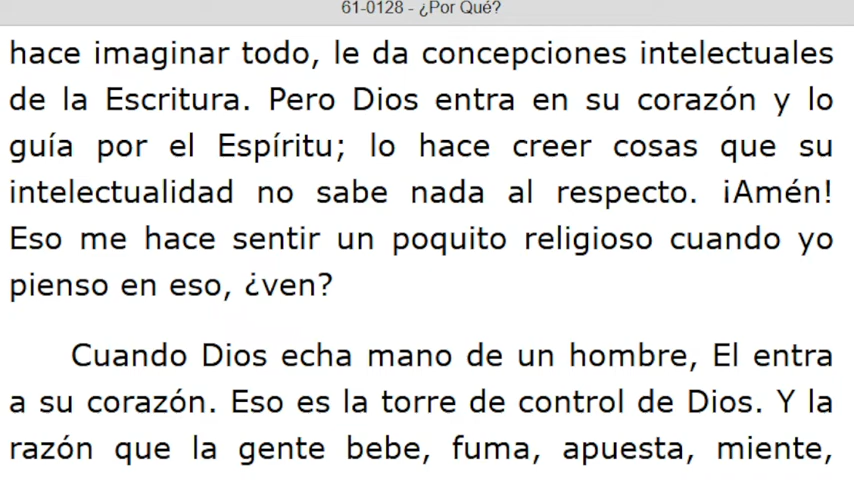 61-0128 - ¿Por Qué?
hace imaginar todo, le da concepciones intelectuales
de la Escritura. Pero Dios entra en su corazón y lo
guía por el Espíritu; lo hace creer cosas que su
intelectualidad no sabe nada al respecto. ¡Amén!
Eso me hace sentir un poquito religioso cuando yo
pienso en eso, ¿ven?
Cuando Dios echa mano de un hombre, El entra
a su corazón. Eso es la torre de control de Dios. Y la
razón que la gente bebe, fuma, apuesta, miente,